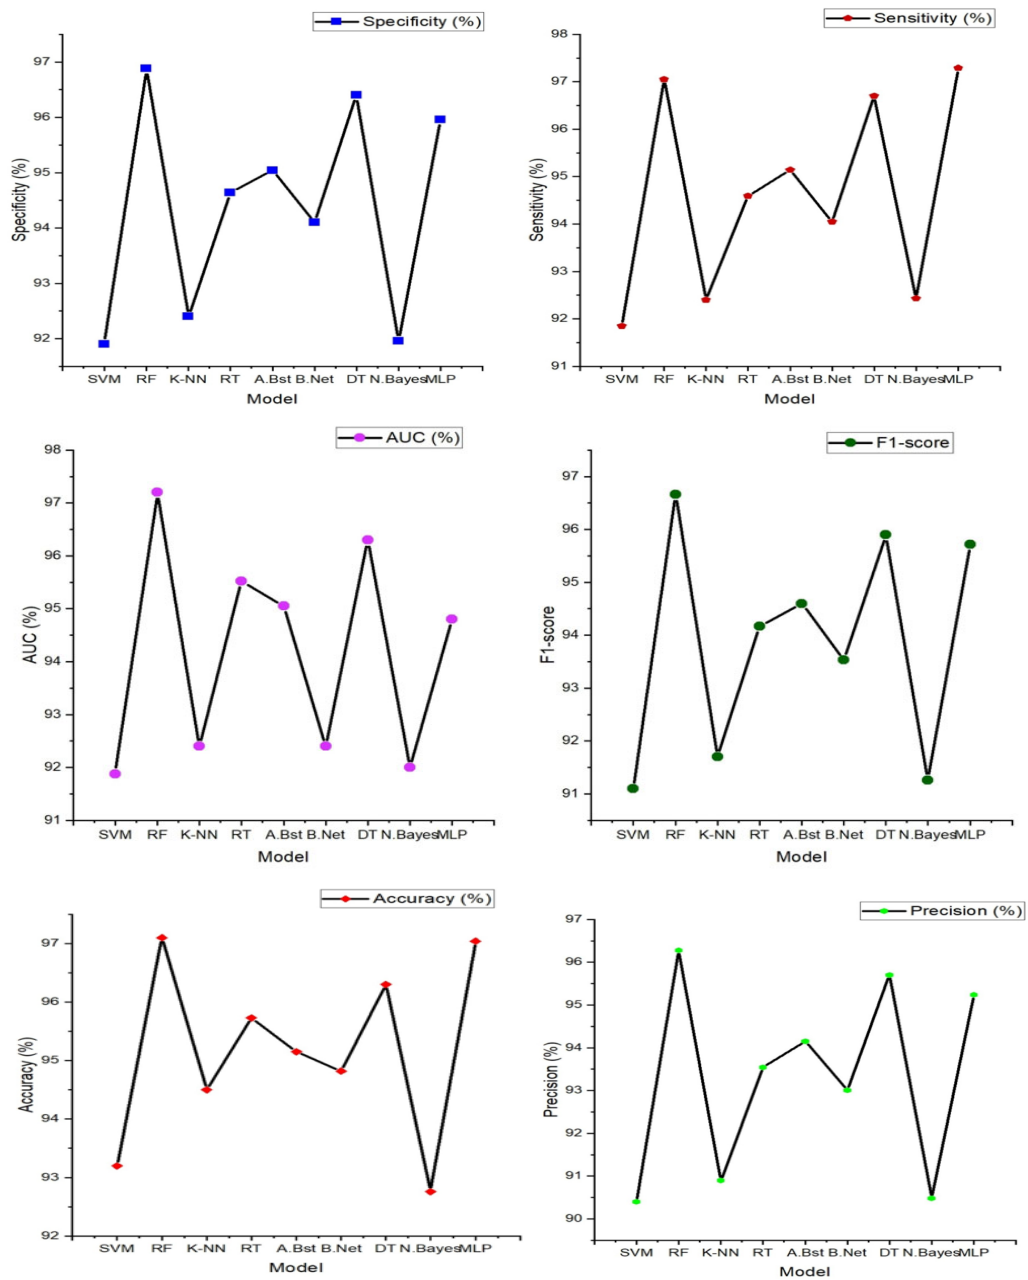 Specificity (%)
97
96
95
94
93
92
Specificity (%)
SVM RF K-NN RT A.Bst B.Net DT N.Bayes MLP
Model
Sensitivity (%)
98
97
96
95
94
93
92
91
Sensitivity (%)
SVM RF K-NN RT A.Bst B.Net DT N.Bayes MLP
Model
AUC (%)
98
97
96
95
94
93
92
91
AUC (%)
SVM RF K-NN RT A.Bst B.Net DT N.Bayes MLP
Model
F1-score
97
96
95
94
93
92
91
F1-score
SVM RF K-NN RT A.Bst B.Net DT N.Bayes MLP
Model
Accuracy (%)
97
96
95
94
93
92
Accuracy (%)
SVM RF K-NN RT A.Bst B.Net DT N.Bayes MLP
Model
Precision (%)
97
96
95
94
93
92
91
90
Precision (%)
SVM RF K-NN RT A.Bst B.Net DT N.Bayes MLP
Model